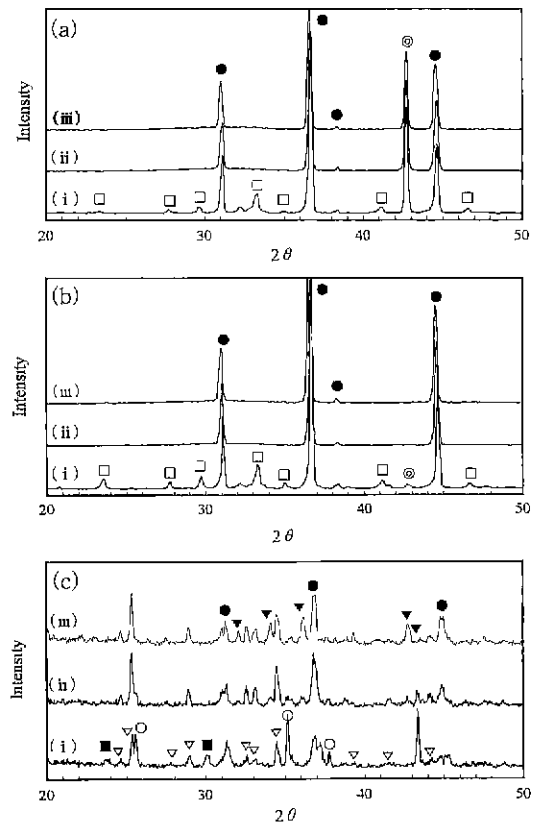 (a)
Intensity
(iii)
(ii)
(i)
20 30 40 50
2θ
(b)
Intensity
(iii)
(ii)
(i)
20 30 40 50
2θ
(c)
Intensity
(iii)
(ii)
(i)
20 30 40 50
2θ